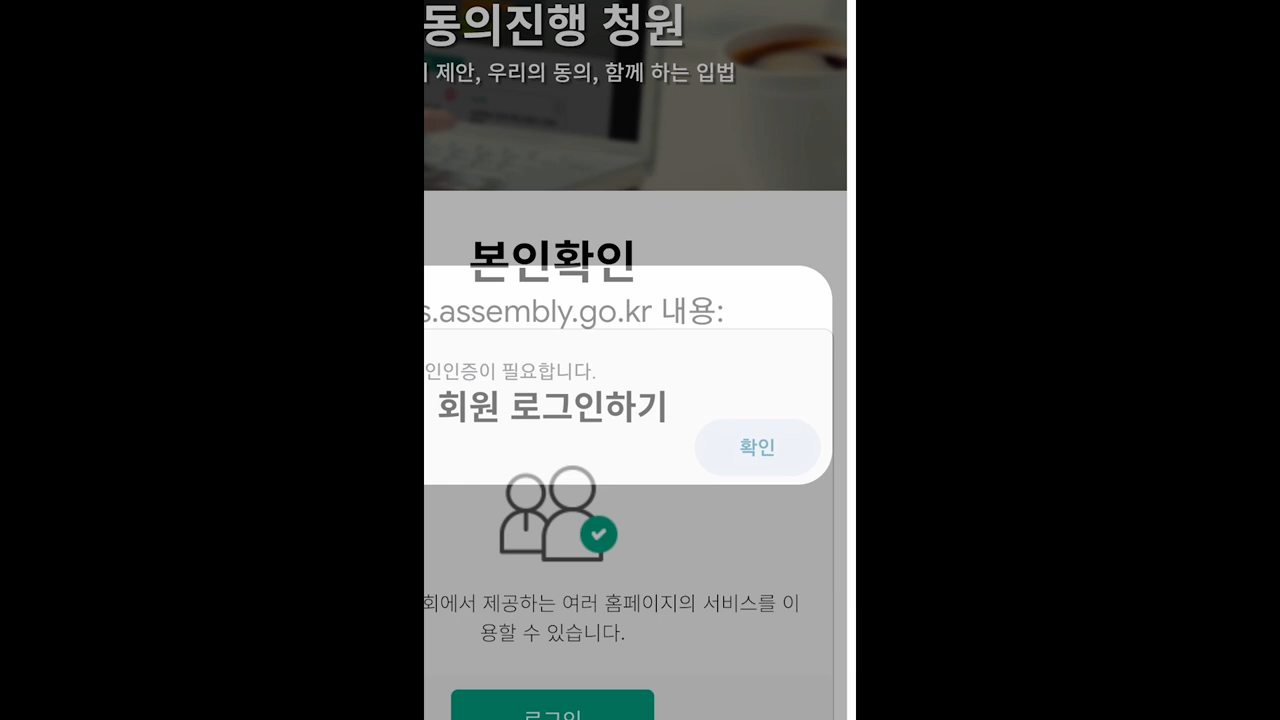 동의진행 청원
제안, 우리의 동의, 함께 하는 입법
본인확인
s.assembly.go.kr 내용:
인인증이 필요합니다.
회원 로그인하기
확인
회에서 제공하는 여러 홈페이지의 서비스를 이
용할 수 있습니다.
로그인